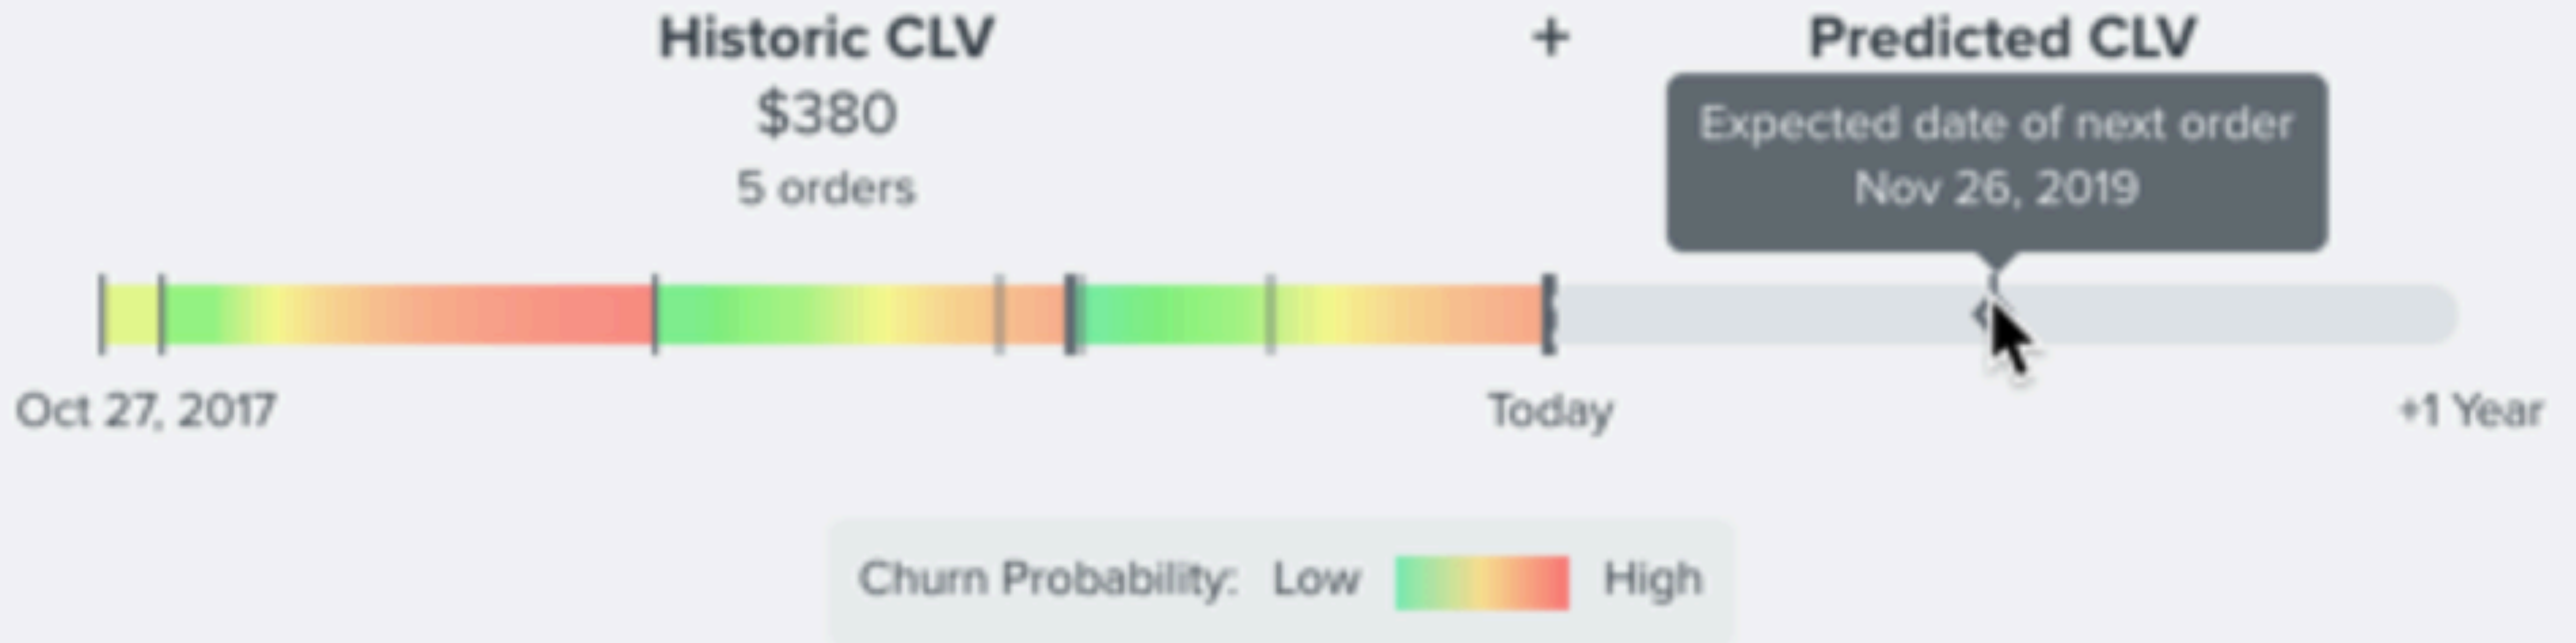 Historic CLV + Predicted CLV
$380
5 orders
Expected date of next order
Nov 26, 2019
Oct 27, 2017 Today +1 Year
Churn Probability: Low High